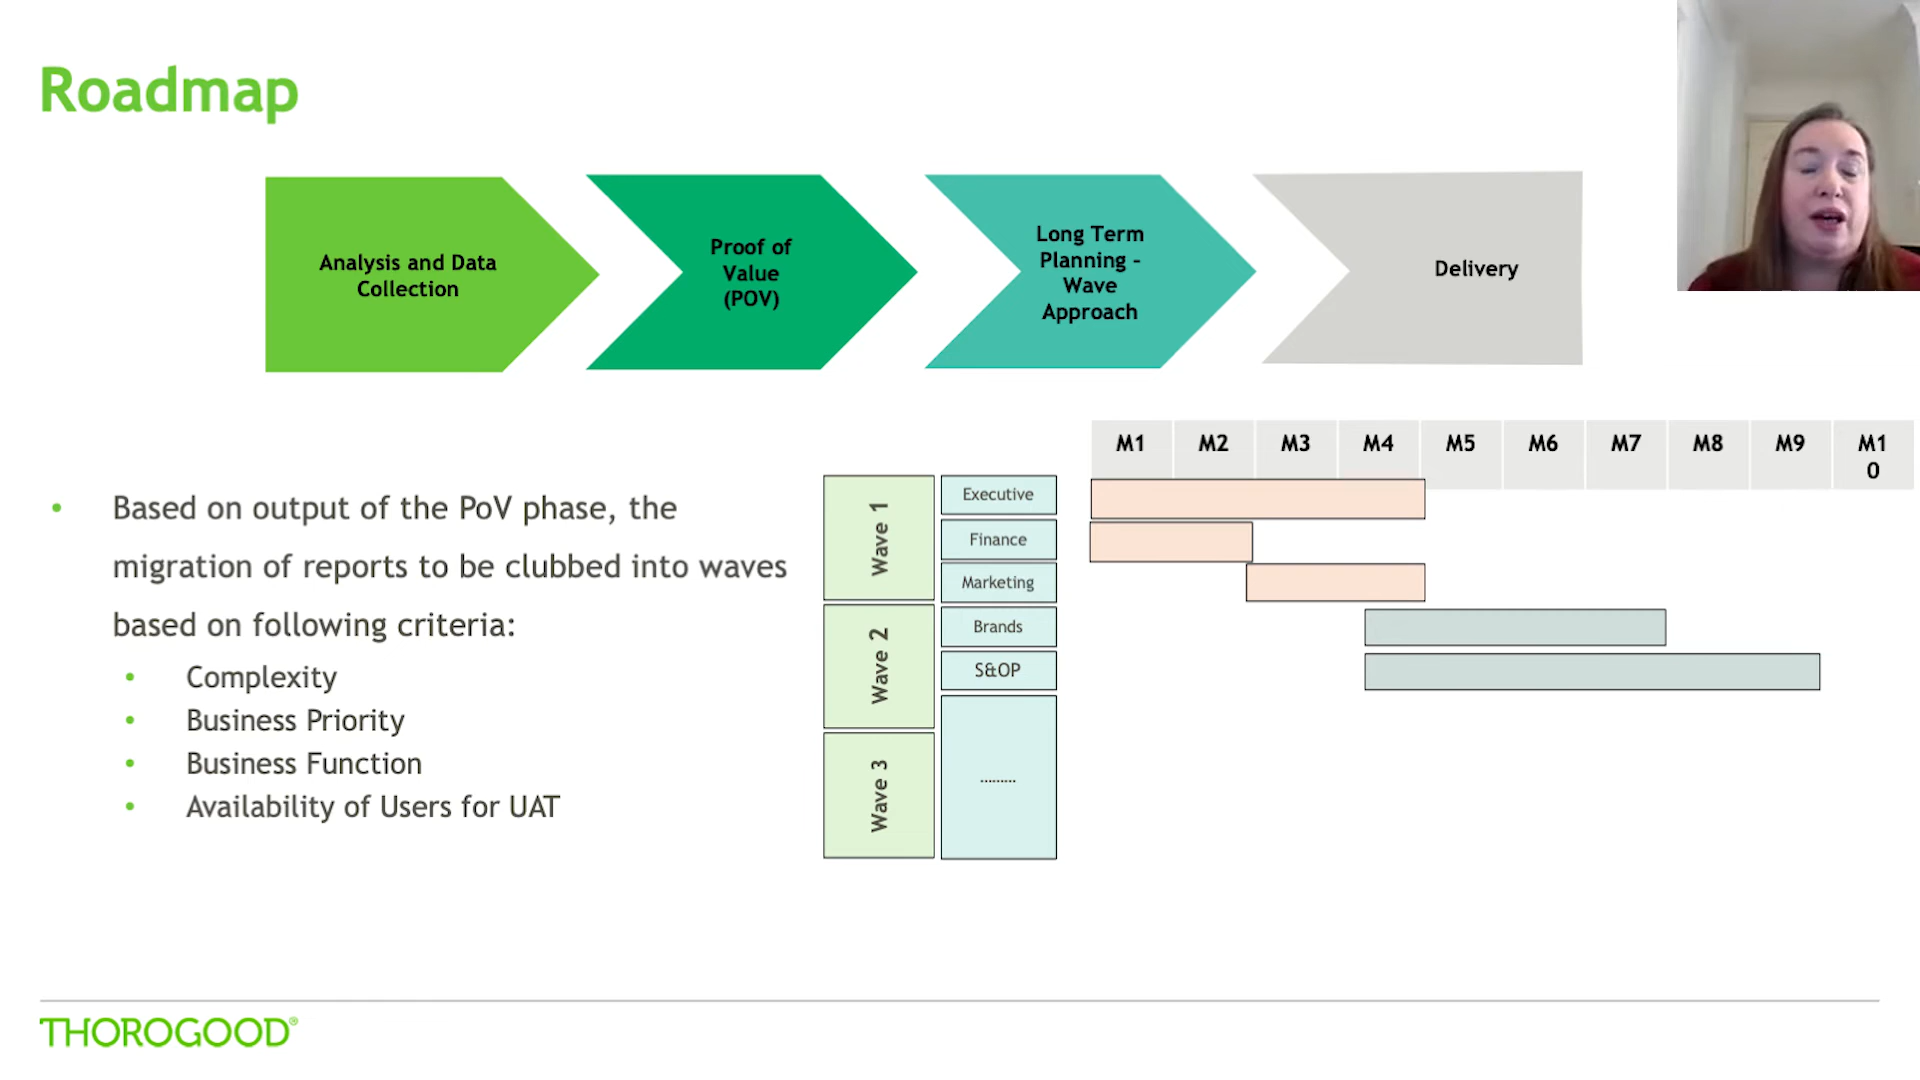 Roadmap
Analysis and Data
Collection
Proof of
Value
(POV)
Long Term
Planning -
Wave
Approach
Delivery
M1 M2 M3 M4 M5 M6 M7 M8 M9 M1
0
• Based on output of the PoV phase, the
migration of reports to be clubbed into waves
based on following criteria:
• Complexity
• Business Priority
• Business Function
• Availability of Users for UAT
Wave 1
Executive
Finance
Marketing
Wave 2
Brands
S&OP
Wave 3
.........
THOROGOOD®